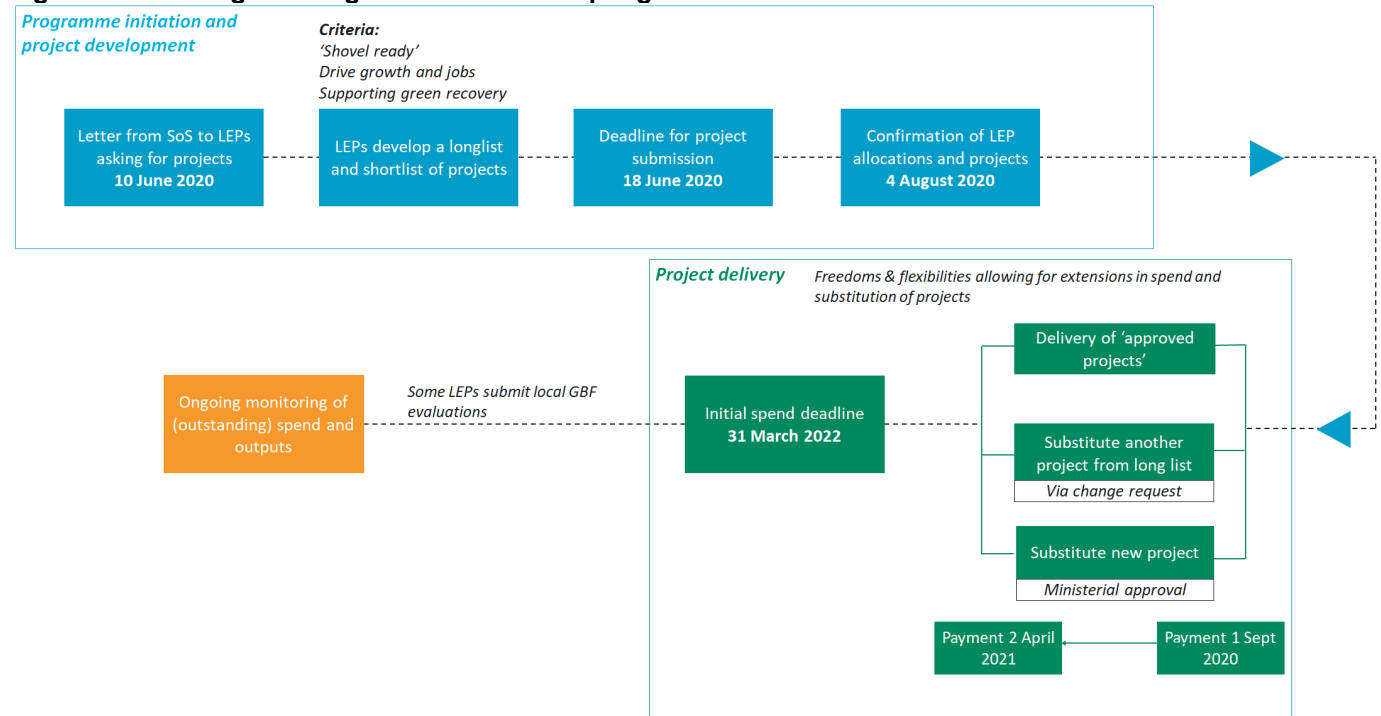 Programme initiation and
project development
Criteria:
‘Shovel ready’
Drive growth and jobs
Supporting green recovery
Letter from SoS to LEPs
asking for projects
10 June 2020
LEPs develop a longlist
and shortlist of projects
Deadline for project
submission
18 June 2020
Confirmation of LEP
allocations and projects
4 August 2020
Project delivery
Freedoms & flexibilities allowing for extensions in spend and
substitution of projects
Delivery of ‘approved
projects’
Substitute another
project from long list
Via change request
Substitute new project
Ministerial approval
Payment 1 Sept
2020
Payment 2 April
2021
Initial spend deadline
31 March 2022
Some LEPs submit local GBF
evaluations
Ongoing monitoring of
(outstanding) spend and
outputs